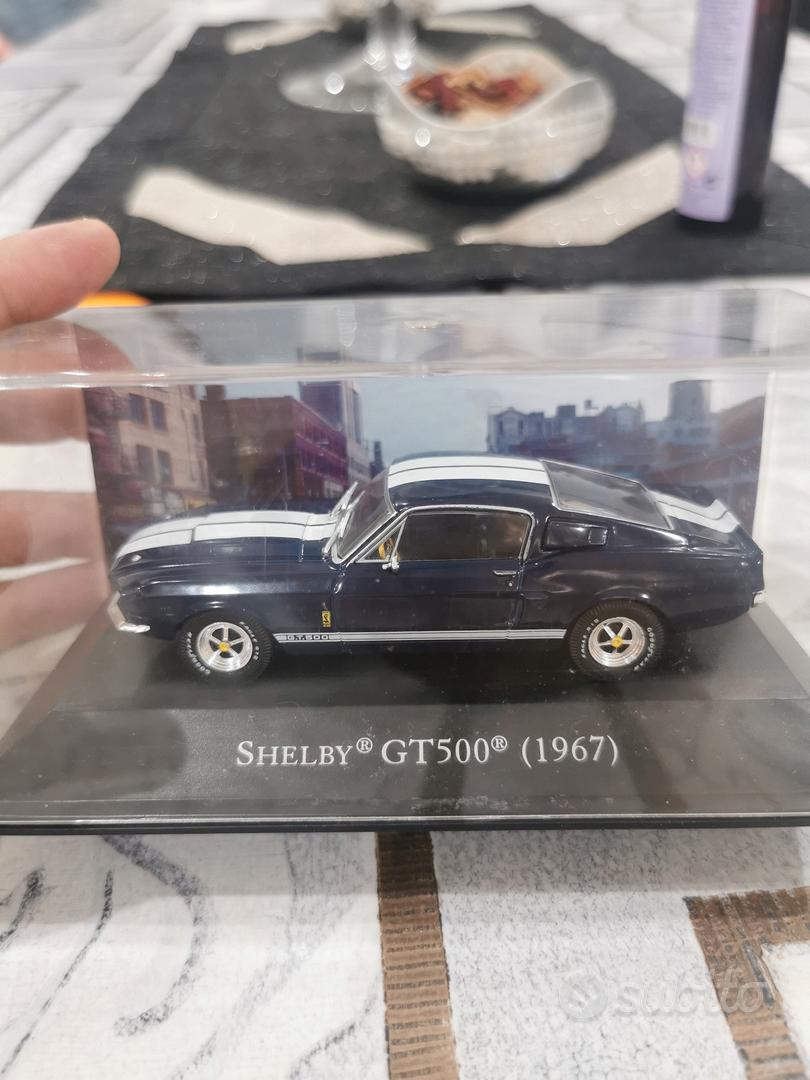 G.T. 500
SHELBY® GT500® (1967)
subito